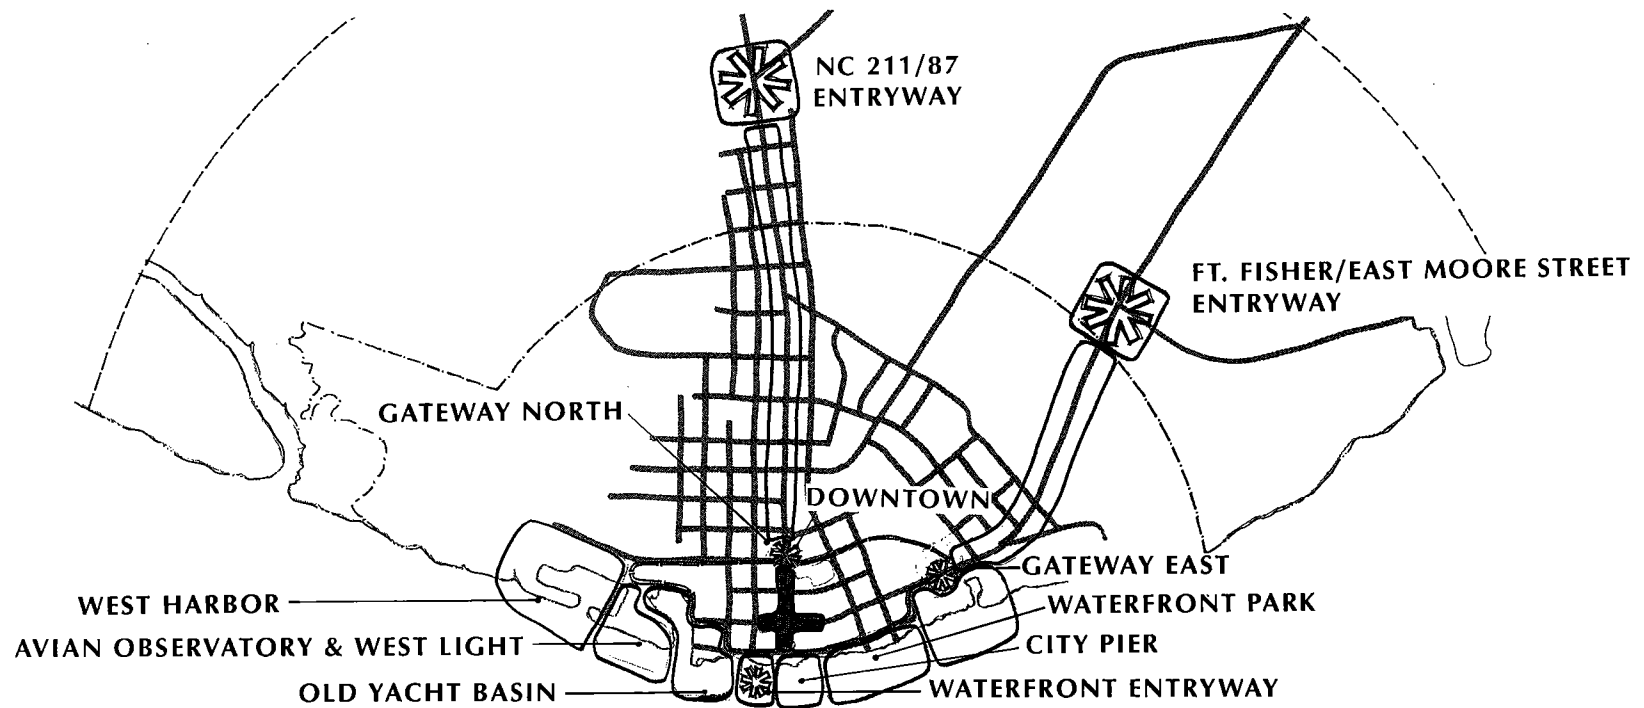 NC 211/87
ENTRYWAY
FT. FISHER/EAST MOORE STREET
ENTRYWAY
GATEWAY NORTH
DOWNTOWN
GATEWAY EAST
WEST HARBOR
WATERFRONT PARK
AVIAN OBSERVATORY & WEST LIGHT
CITY PIER
OLD YACHT BASIN
WATERFRONT ENTRYWAY